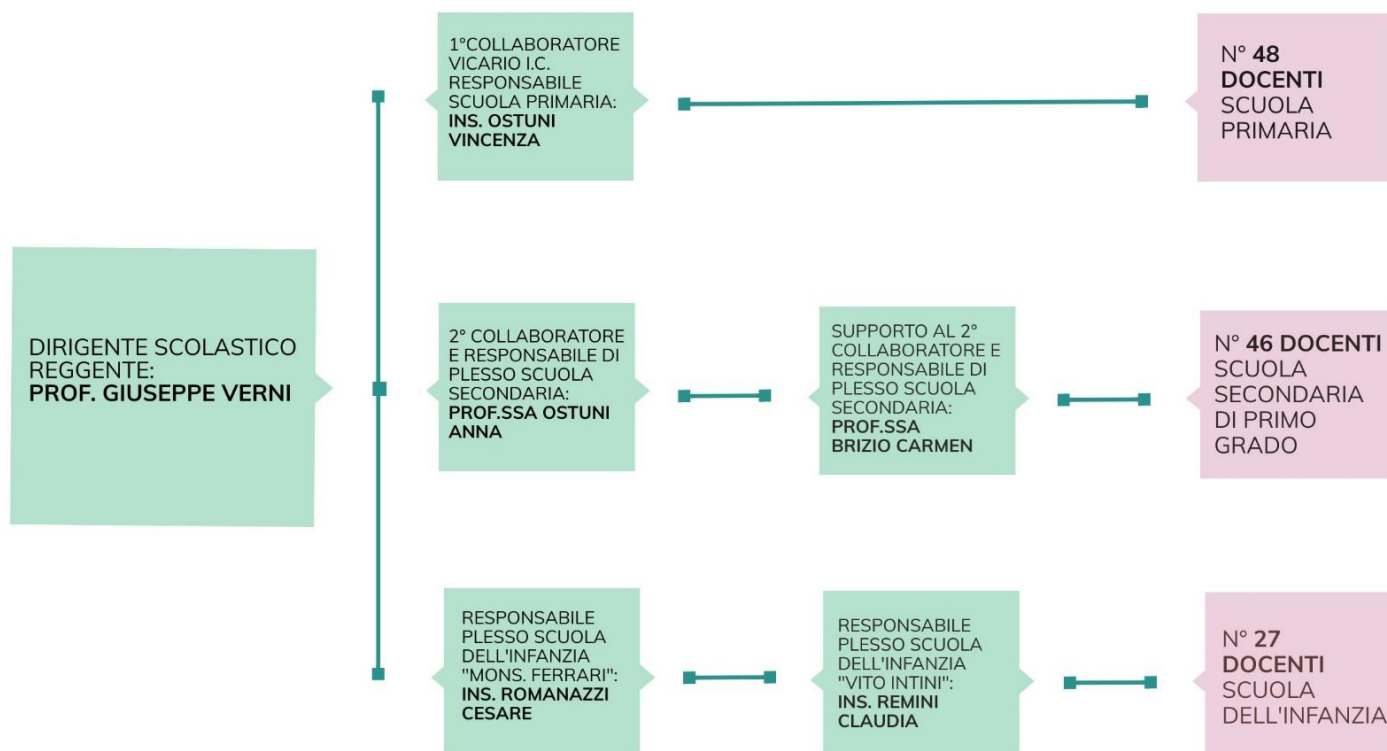 DIRIGENTE SCOLASTICO
REGGENTE:
PROF. GIUSEPPE VERNI
1°COLLABORATORE
VICARIO I.C.
RESPONSABILE
SCUOLA PRIMARIA:
INS. OSTUNI
VINCENZA
N° 48
DOCENTI
SCUOLA
PRIMARIA
2° COLLABORATORE
E RESPONSABILE DI
PLESSO SCUOLA
SECONDARIA:
PROF.SSA OSTUNI
ANNA
SUPPORTO AL 2°
COLLABORATORE E
RESPONSABILE DI
PLESSO SCUOLA
SECONDARIA:
PROF.SSA
BRIZIO CARMEN
N° 46 DOCENTI
SCUOLA
SECONDARIA
DI PRIMO
GRADO
RESPONSABILE
PLESSO SCUOLA
DELL'INFANZIA
"MONS. FERRARI":
INS. ROMANAZZI
CESARE
RESPONSABILE
PLESSO SCUOLA
DELL'INFANZIA
"VITO INTINI":
INS. REMINI
CLAUDIA
N° 27
DOCENTI
SCUOLA
DELL'INFANZIA